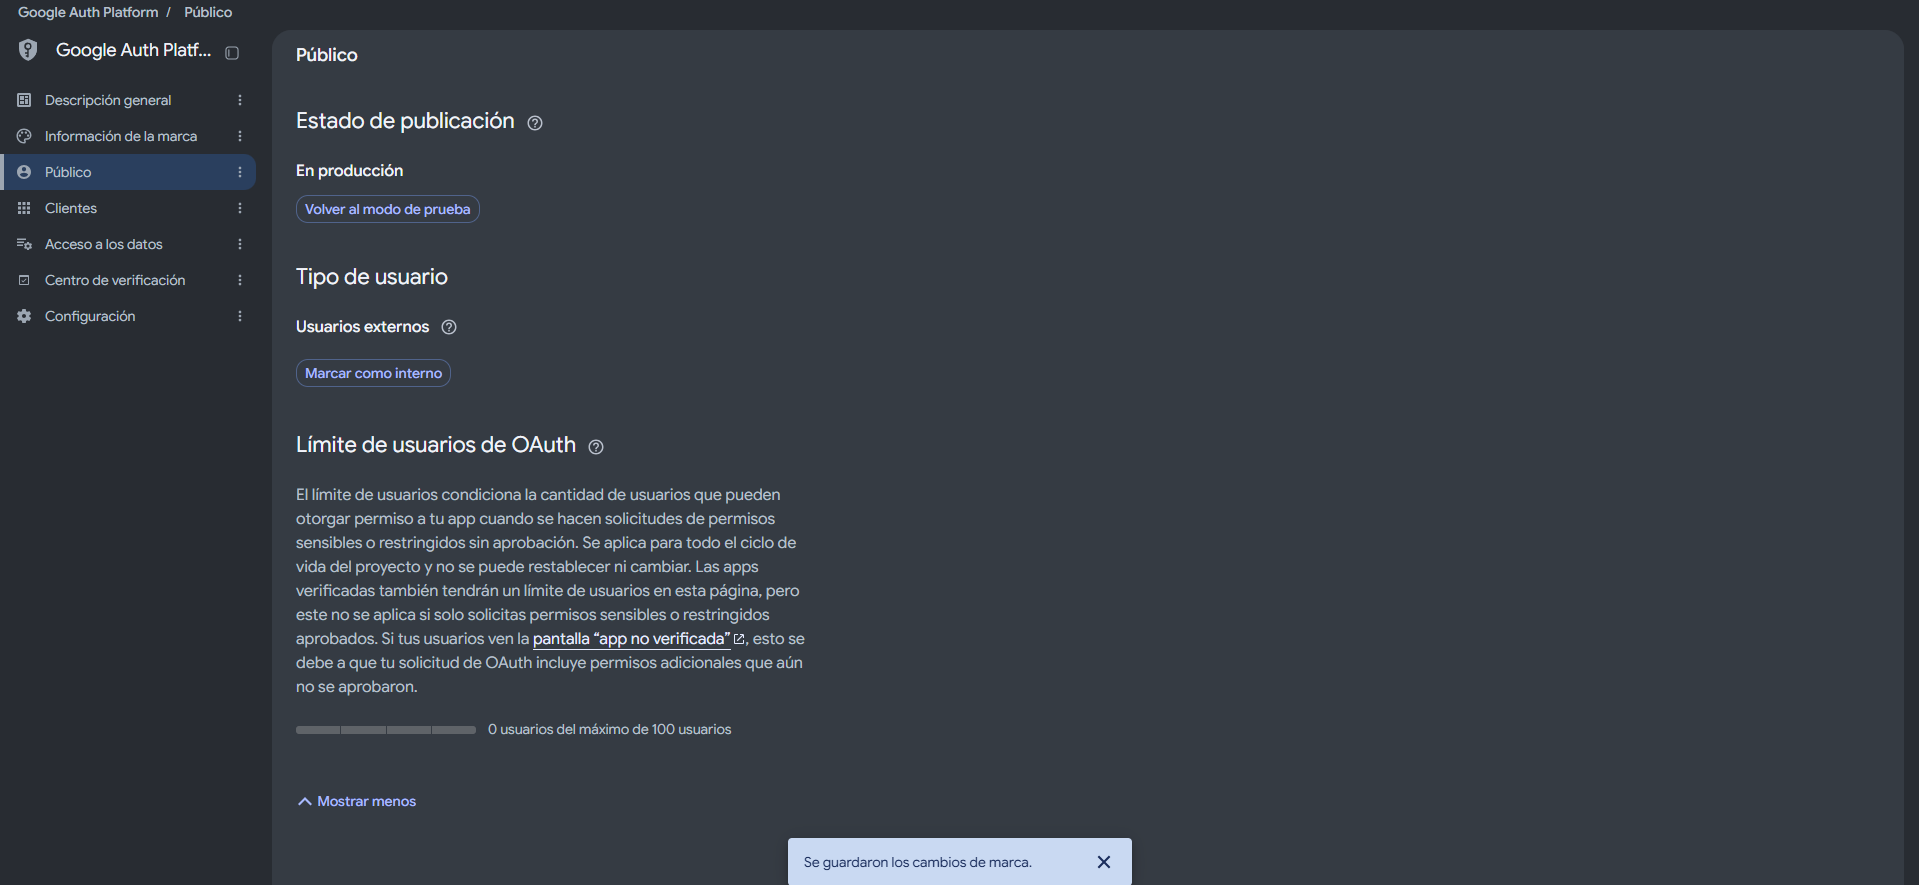 Google Auth Platform / Público
Google Auth Platf...
Descripción general
Información de la marca
Público
Clientes
Acceso a los datos
Centro de verificación
Configuración
Público
Estado de publicación
En producción
Volver al modo de prueba
Tipo de usuario
Usuarios externos
Marcar como interno
Límite de usuarios de OAuth
El límite de usuarios condiciona la cantidad de usuarios que pueden
otorgar permiso a tu app cuando se hacen solicitudes de permisos
sensibles o restringidos sin aprobación. Se aplica para todo el ciclo de
vida del proyecto y no se puede restablecer ni cambiar. Las apps
verificadas también tendrán un límite de usuarios en esta página, pero
este no se aplica si solo solicitas permisos sensibles o restringidos
aprobados. Si tus usuarios ven la pantalla “app no verificada”, esto se
debe a que tu solicitud de OAuth incluye permisos adicionales que aún
no se aprobaron.
0 usuarios del máximo de 100 usuarios
Mostrar menos
Se guardaron los cambios de marca.